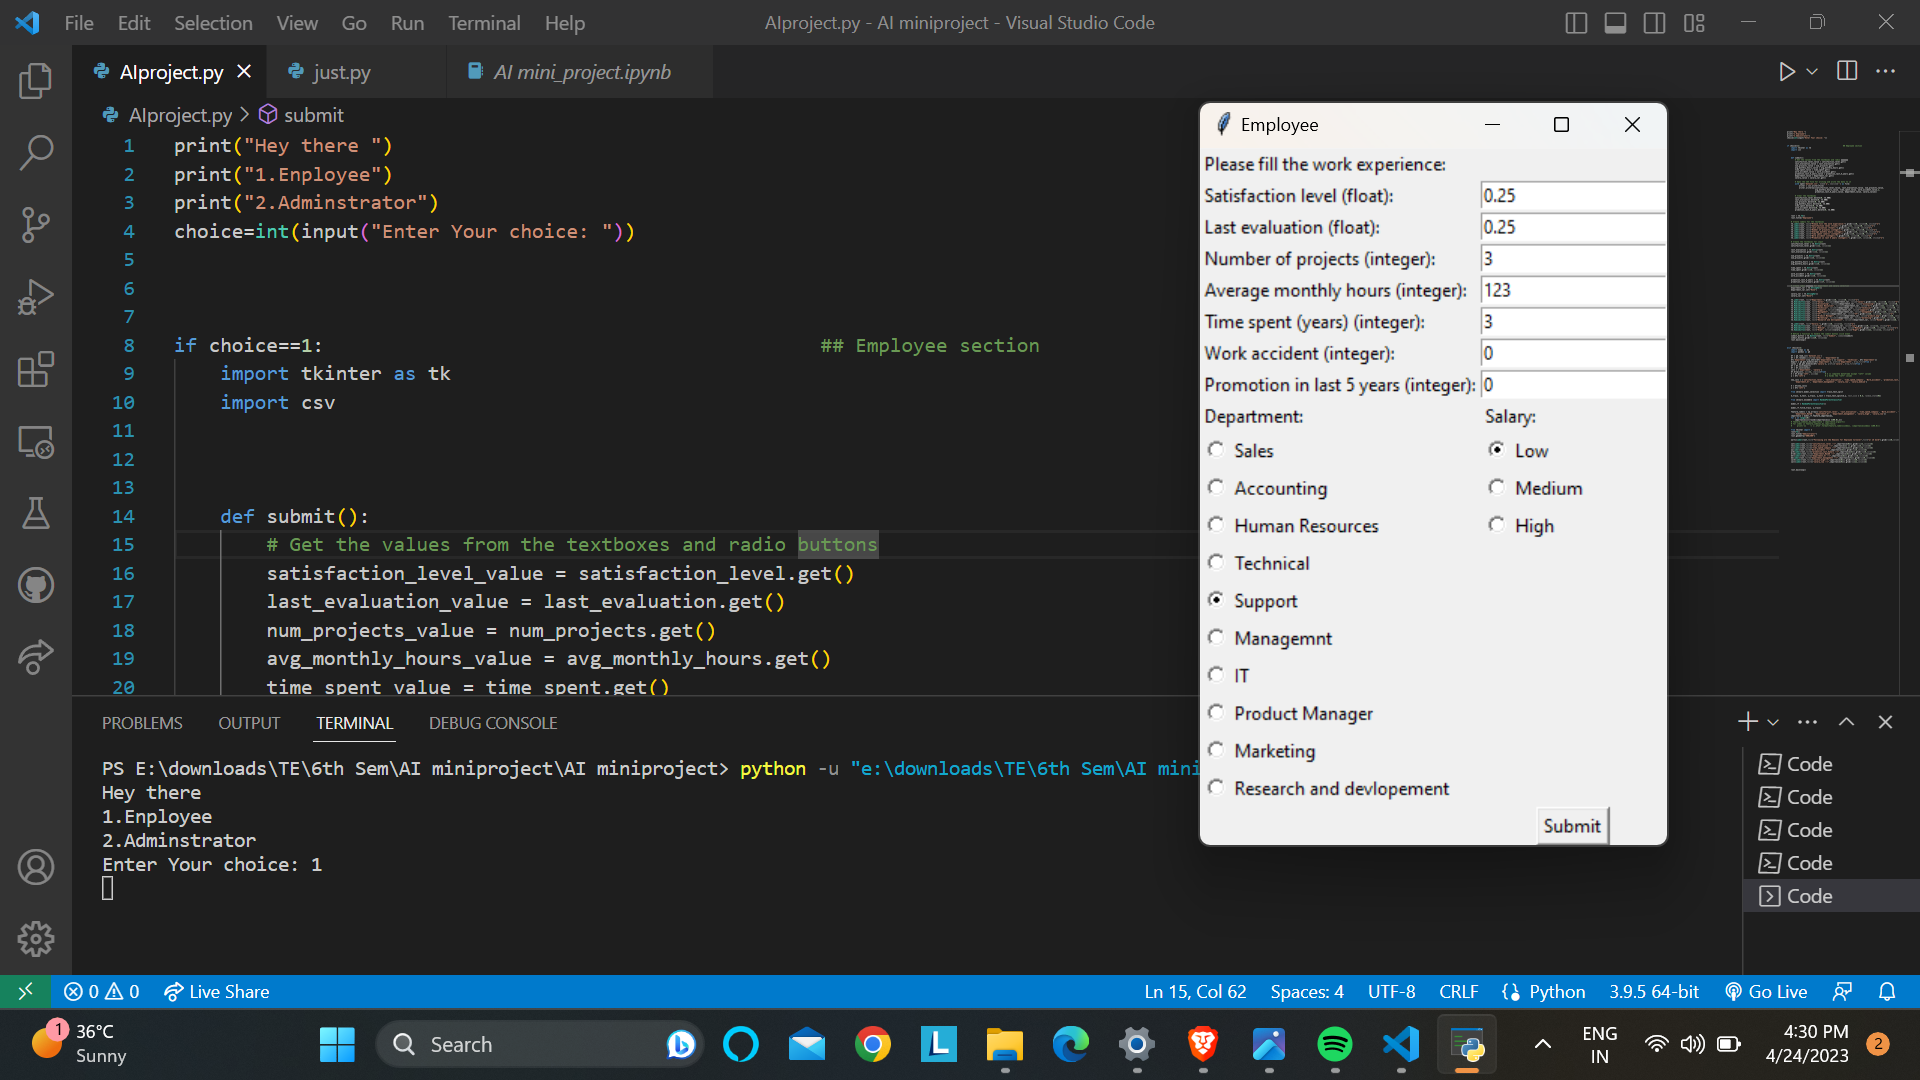 File Edit Selection View Go Run Terminal Help
AIproject.py - AI miniproject - Visual Studio Code
AIproject.py
just.py
AI mini_project.ipynb
AIproject.py > submit
1 print("Hey there ")
2 print("1.Enployee")
3 print("2.Adminstrator")
4 choice=int(input("Enter Your choice: "))
5
6
7
8 if choice==1: ## Employee section
9 import tkinter as tk
10 import csv
11
12
13
14 def submit():
15 # Get the values from the textboxes and radio buttons
16 satisfaction_level_value = satisfaction_level.get()
17 last_evaluation_value = last_evaluation.get()
18 num_projects_value = num_projects.get()
19 avg_monthly_hours_value = avg_monthly_hours.get()
20 time_spent_value = time_spent.get()
Employee
Please fill the work experience:
Satisfaction level (float): 0.25
Last evaluation (float): 0.25
Number of projects (integer): 3
Average monthly hours (integer): 123
Time spent (years) (integer): 3
Work accident (integer): 0
Promotion in last 5 years (integer): 0
Department: Salary:
Sales Low
Accounting Medium
Human Resources High
Technical
Support
Managemnt
IT
Product Manager
Marketing
Research and devlopement
Submit
PROBLEMS OUTPUT TERMINAL DEBUG CONSOLE
PS E:\downloads\TE\6th Sem\AI miniproject\AI miniproject> python -u "e:\downloads\TE\6th Sem\AI mini
Hey there
1.Enployee
2.Adminstrator
Enter Your choice: 1
Code
Code
Code
Code
Code
0 0 Live Share
Ln 15, Col 62 Spaces: 4 UTF-8 CRLF Python 3.9.5 64-bit Go Live
1
36°C
Sunny
Search
L
ENG
IN
4:30 PM
4/24/2023
2